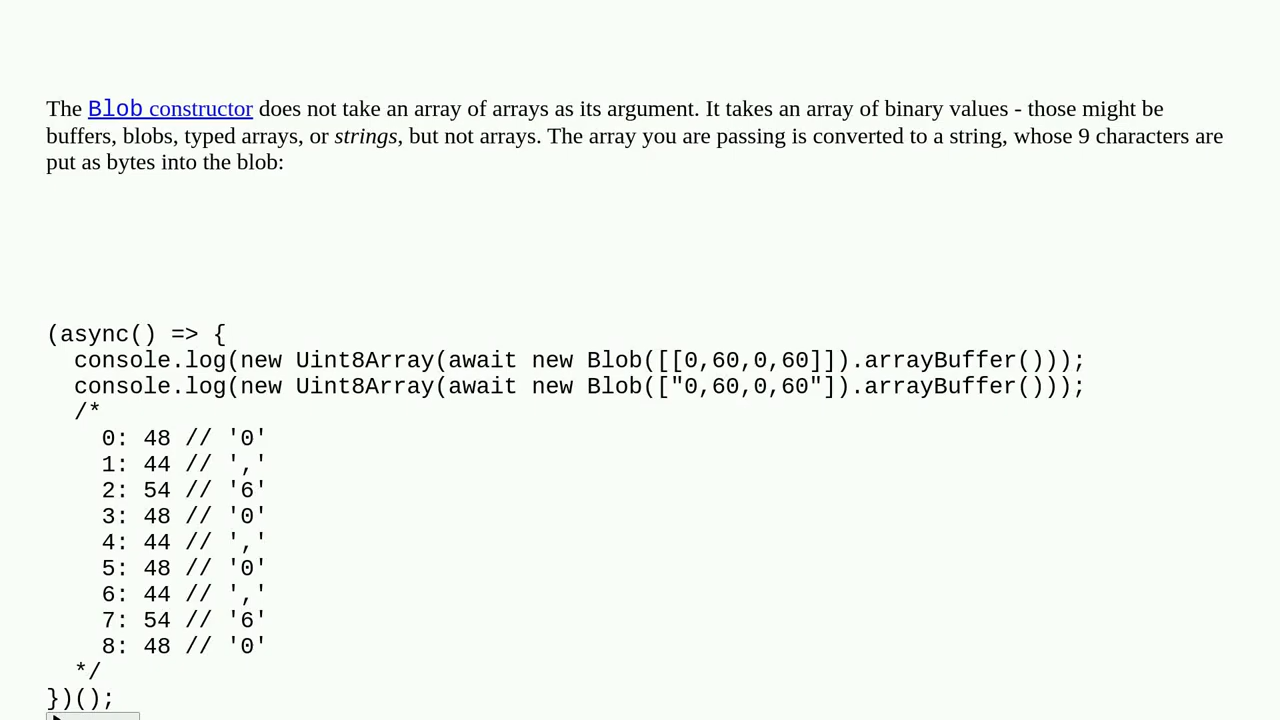 The Blob constructor does not take an array of arrays as its argument. It takes an array of binary values - those might be
buffers, blobs, typed arrays, or strings, but not arrays. The array you are passing is converted to a string, whose 9 characters are
put as bytes into the blob:
(async() => {
  console.log(new Uint8Array(await new Blob([[0,60,0,60]]).arrayBuffer()));
  console.log(new Uint8Array(await new Blob(["0,60,0,60"]).arrayBuffer()));
  /*
    0: 48 // '0'
    1: 44 // ','
    2: 54 // '6'
    3: 48 // '0'
    4: 44 // ','
    5: 48 // '0'
    6: 44 // ','
    7: 54 // '6'
    8: 48 // '0'
  */
})();